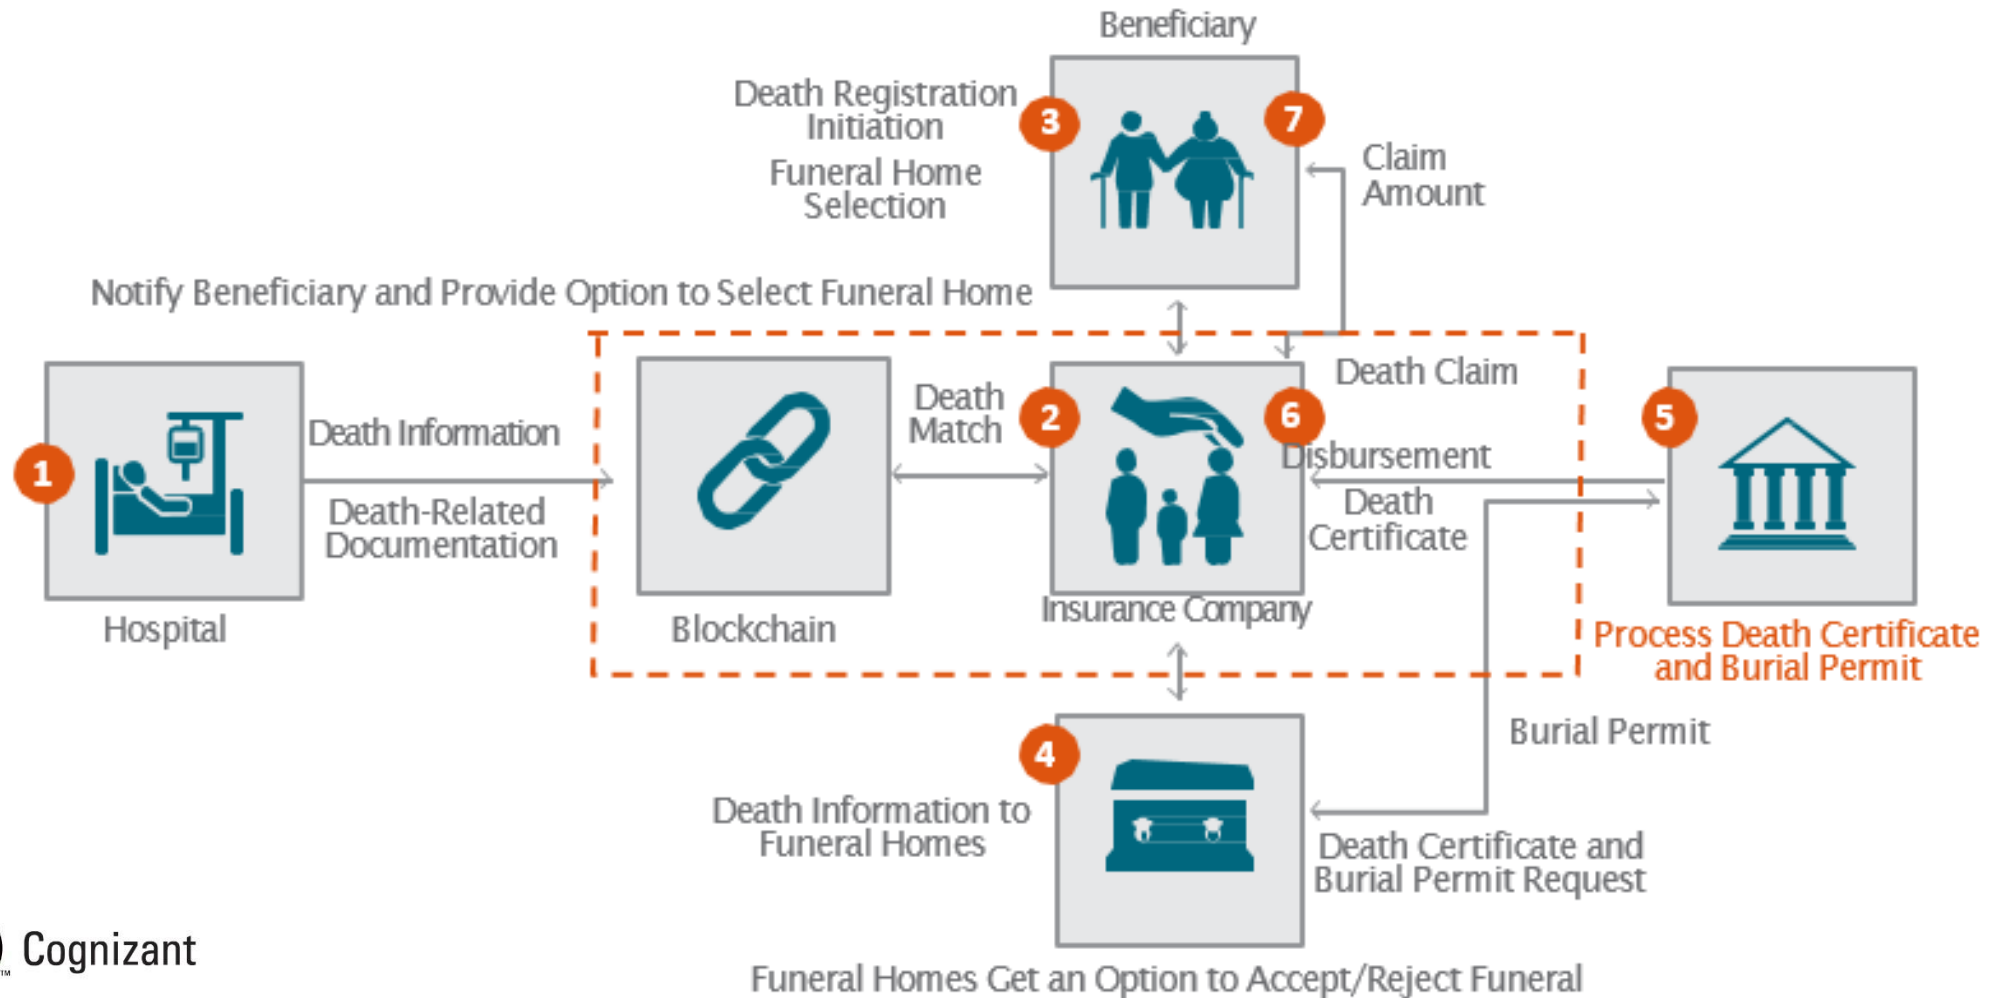 Beneficiary
Death Registration
Initiation
Funeral Home
Selection
3
7
Claim
Amount
Notify Beneficiary and Provide Option to Select Funeral Home
1
Death Information
Death-Related
Documentation
Hospital
Blockchain
Death
Match
2
6
Death Claim
Disbursement
Death
Certificate
Insurance Company
5
Process Death Certificate
and Burial Permit
Burial Permit
4
Death Information to
Funeral Homes
Death Certificate and
Burial Permit Request
Funeral Homes Get an Option to Accept/Reject Funeral
Cognizant
™